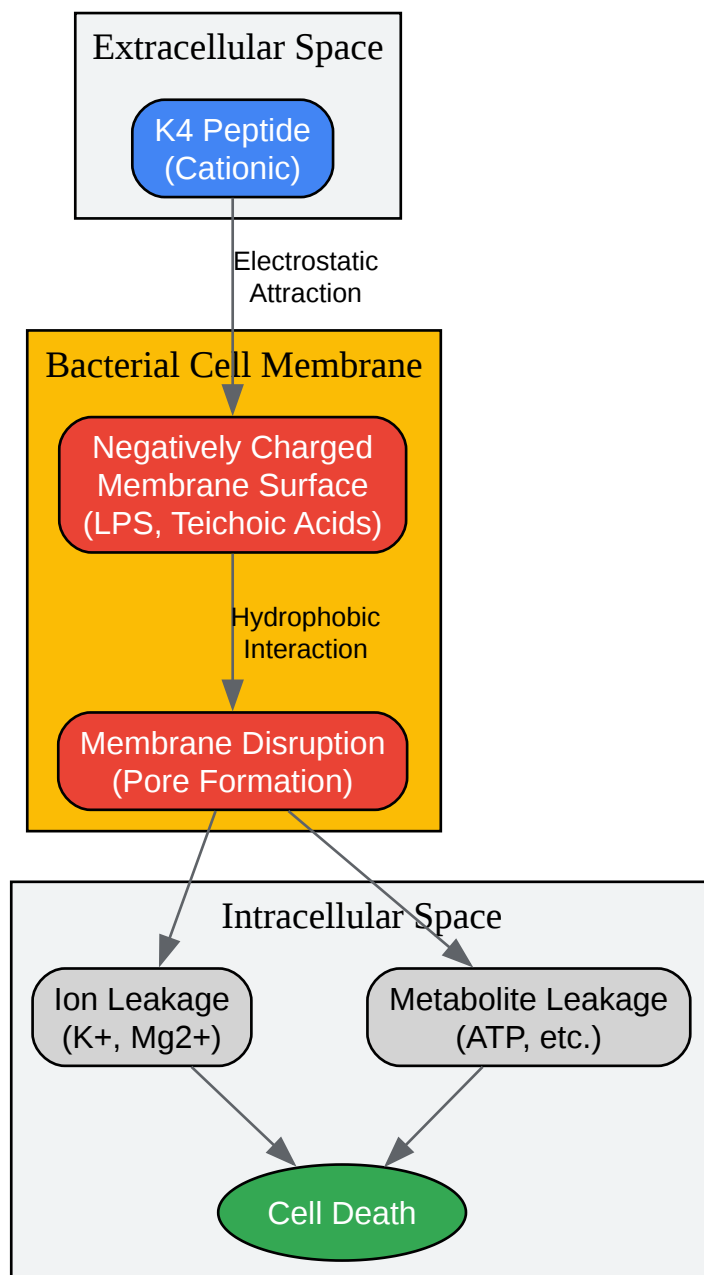 Extracellular Space
K4 Peptide
(Cationic)
Electrostatic
Attraction
Bacterial Cell Membrane
Negatively Charged
Membrane Surface
(LPS, Teichoic Acids)
Hydrophobic
Interaction
Membrane Disruption
(Pore Formation)
Intracellular Space
Ion Leakage
(K+, Mg2+)
Metabolite Leakage
(ATP, etc.)
Cell Death